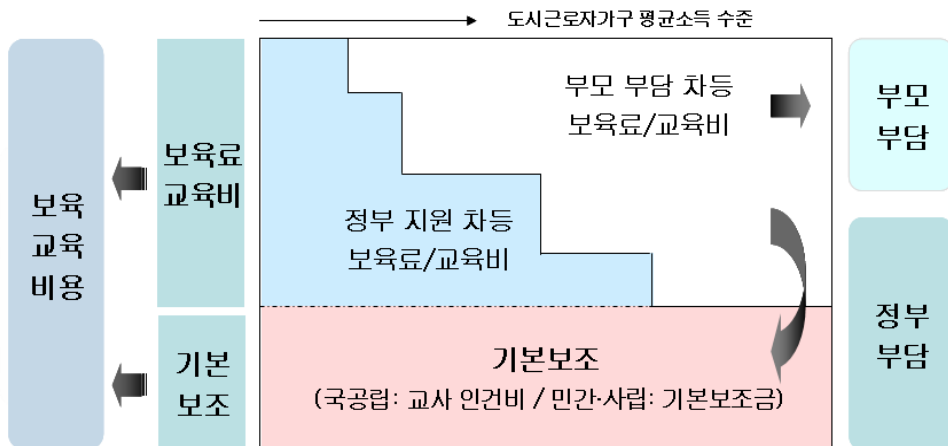 도시근로자가구 평균소득 수준
보육
교육
비용
보육료
교육비
기본
보조
부모 부담 차등
보육료/교육비
정부 지원 차등
보육료/교육비
기본보조
(국공립: 교사 인건비 / 민간·사립: 기본보조금)
부모
부담
정부
부담